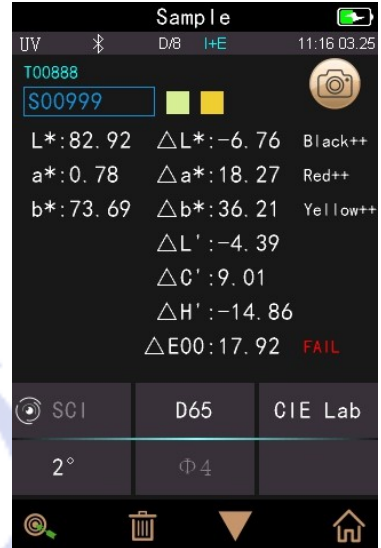 Sample
UV D/8 I+E 11:16 03.25
T00888
S00999
L*:82.92 △L*:-6.76 Black++
a*:0.78 △a*:18.27 Red++
b*:73.69 △b*:36.21 Yellow++
△L':-4.39
△C':9.01
△H':-14.86
△E00:17.92 FAIL
SCI D65 CIE Lab
2° Φ4